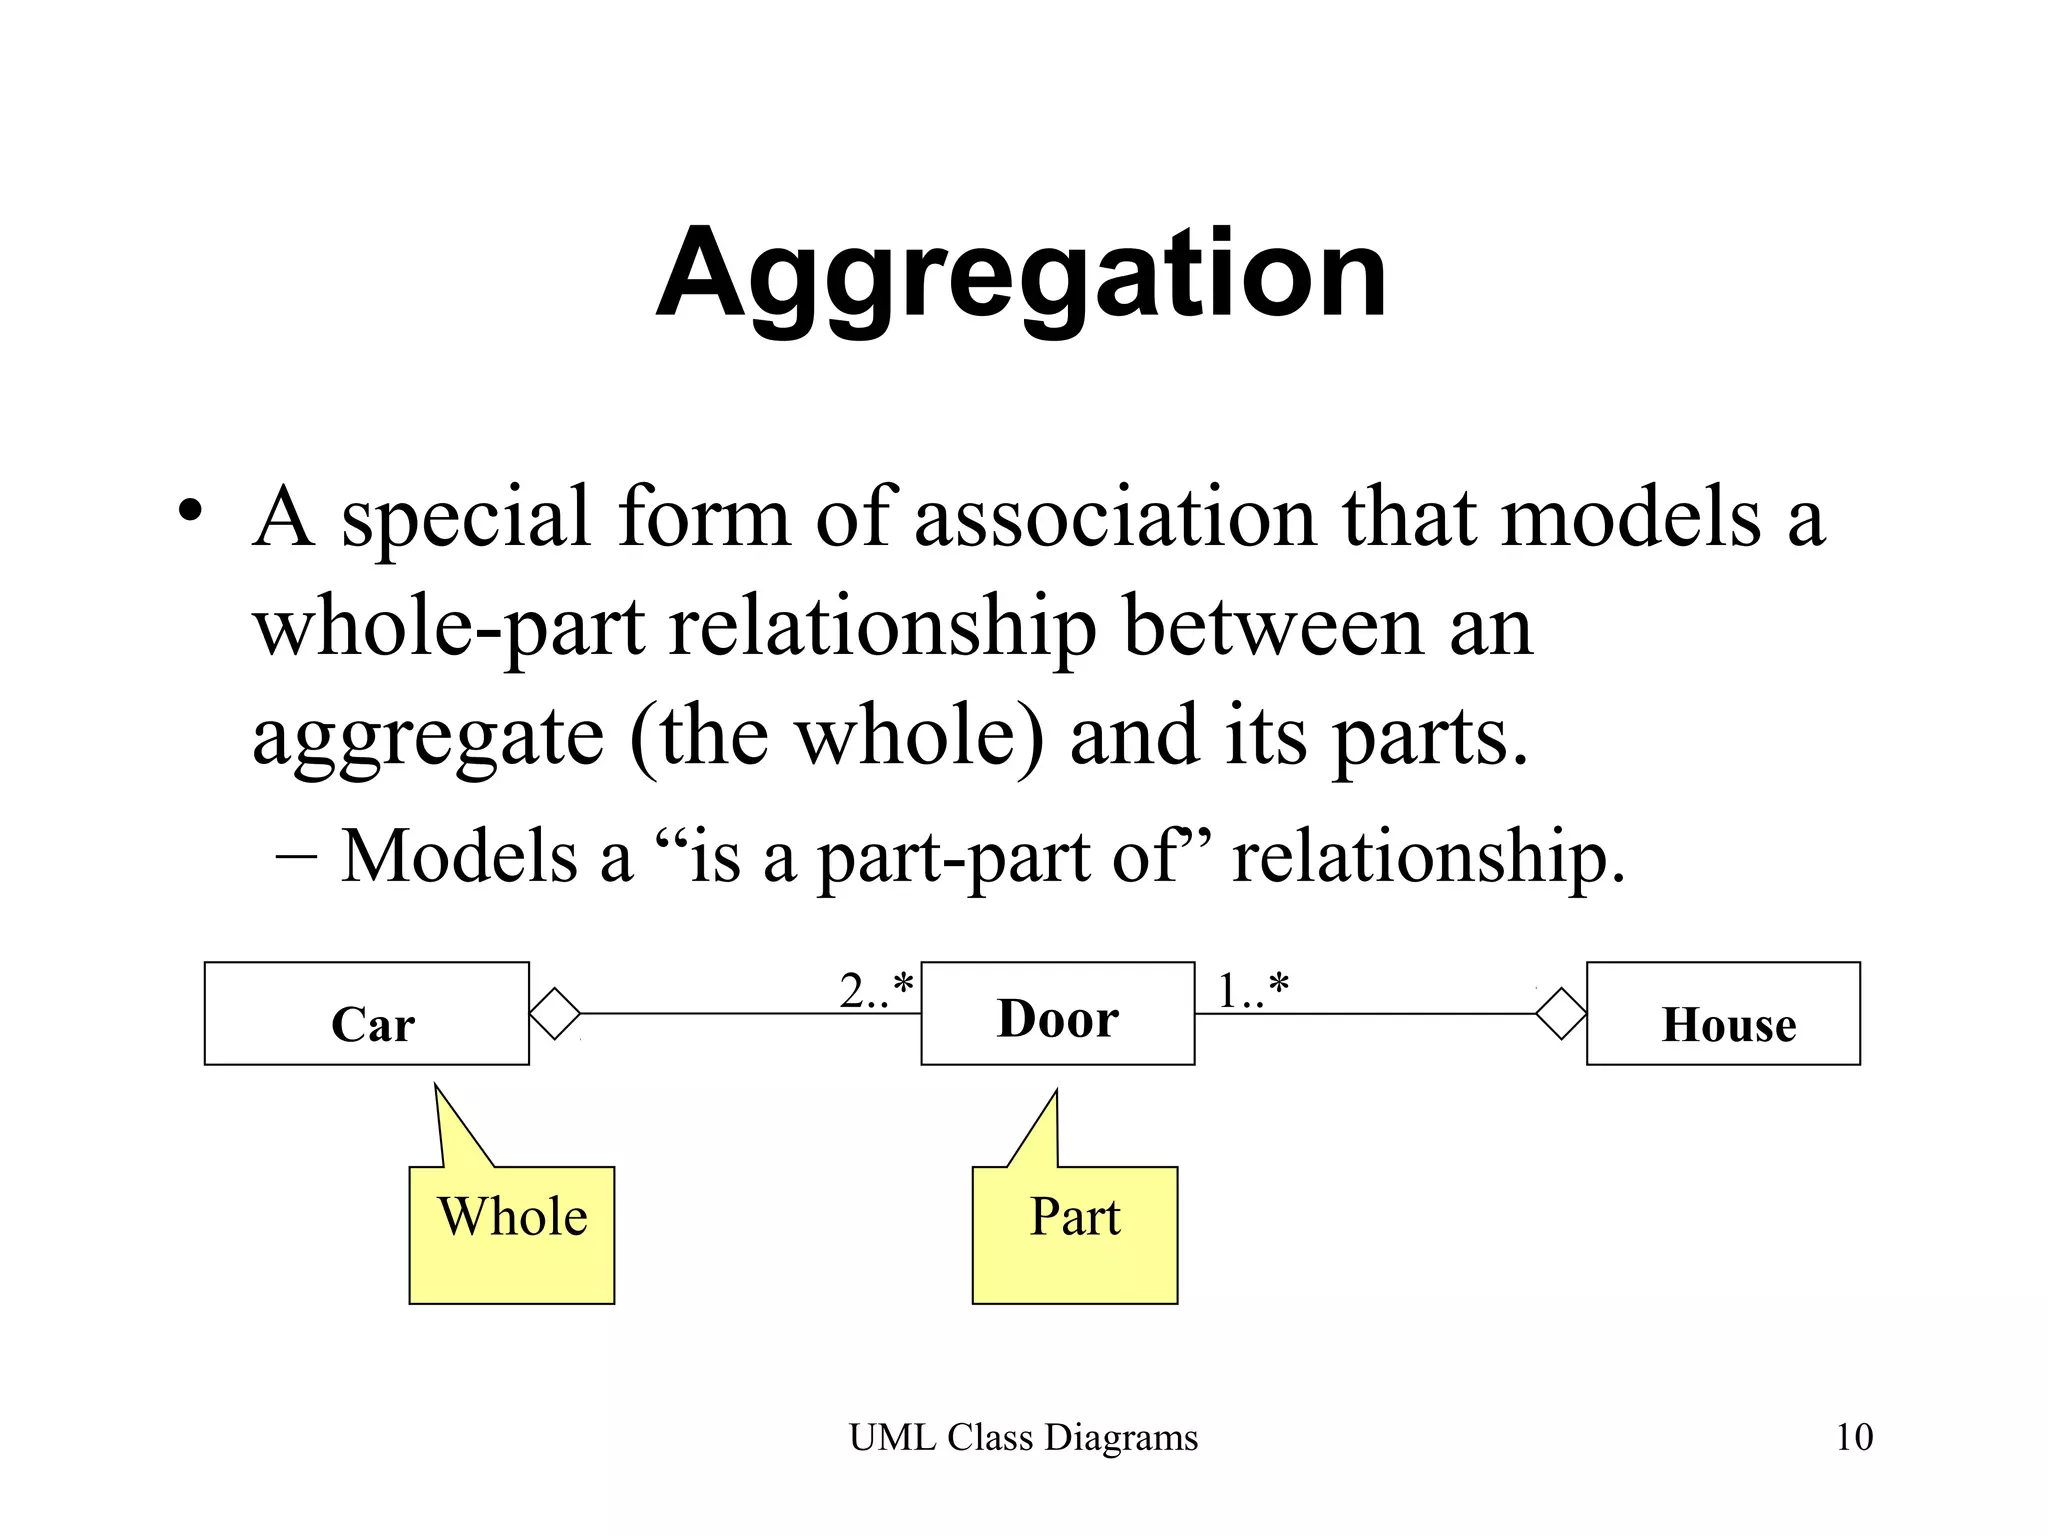 Aggregation
• A special form of association that models a
whole-part relationship between an
aggregate (the whole) and its parts.
– Models a “is a part-part of” relationship.
Car 2..* Door 1..* House
Whole Part
UML Class Diagrams 10